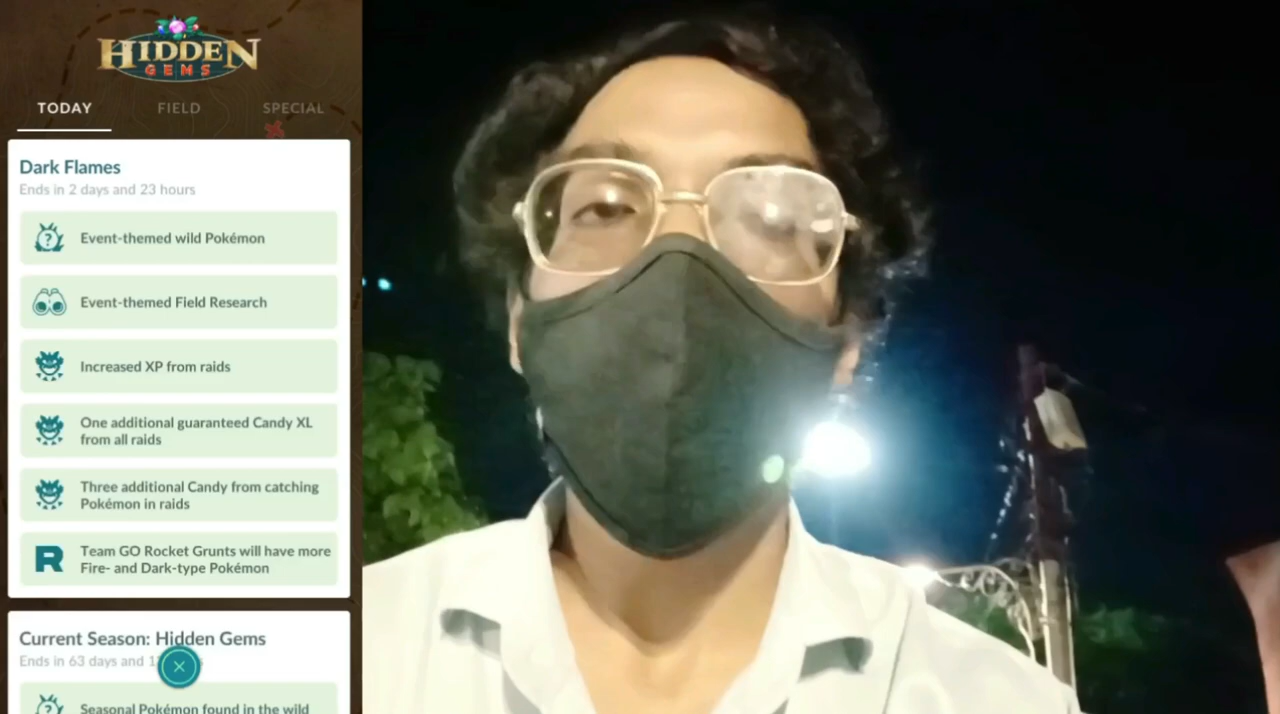 HIDDEN
GEMS
TODAY FIELD SPECIAL
Dark Flames
Ends in 2 days and 23 hours
Event-themed wild Pokémon
Event-themed Field Research
Increased XP from raids
One additional guaranteed Candy XL
from all raids
Three additional Candy from catching
Pokémon in raids
R
Team GO Rocket Grunts will have more
Fire- and Dark-type Pokémon
Current Season: Hidden Gems
Ends in 63 days and
Seasonal Pokémon found in the wild